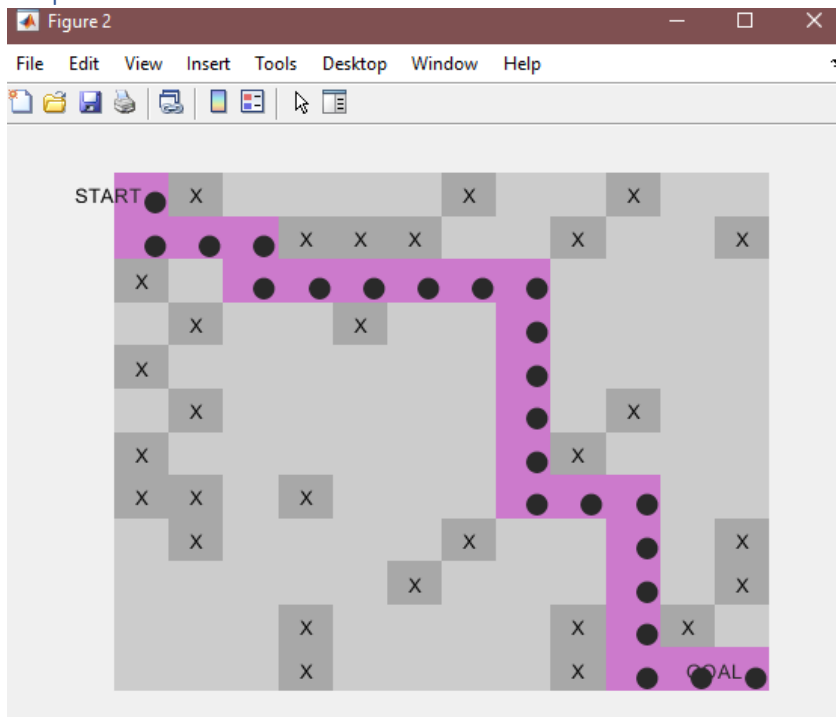 Figure 2
File Edit View Insert Tools Desktop Window Help
START X X X
X X X X X
X
X X
X
X X
X X
X X X
X X X
X X
X X X
X X GOAL